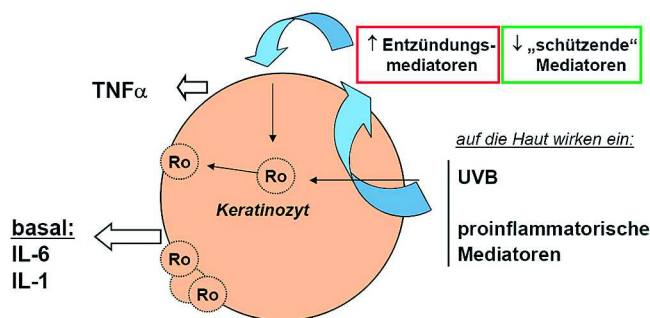 ↑ Entzündungs-
mediatoren
↓ „schützende“
Mediatoren
TNFα
auf die Haut wirken ein:
UVB
proinflammatorische
Mediatoren
Ro
Ro
Keratinozyt
basal:
IL-6
IL-1
Ro
Ro